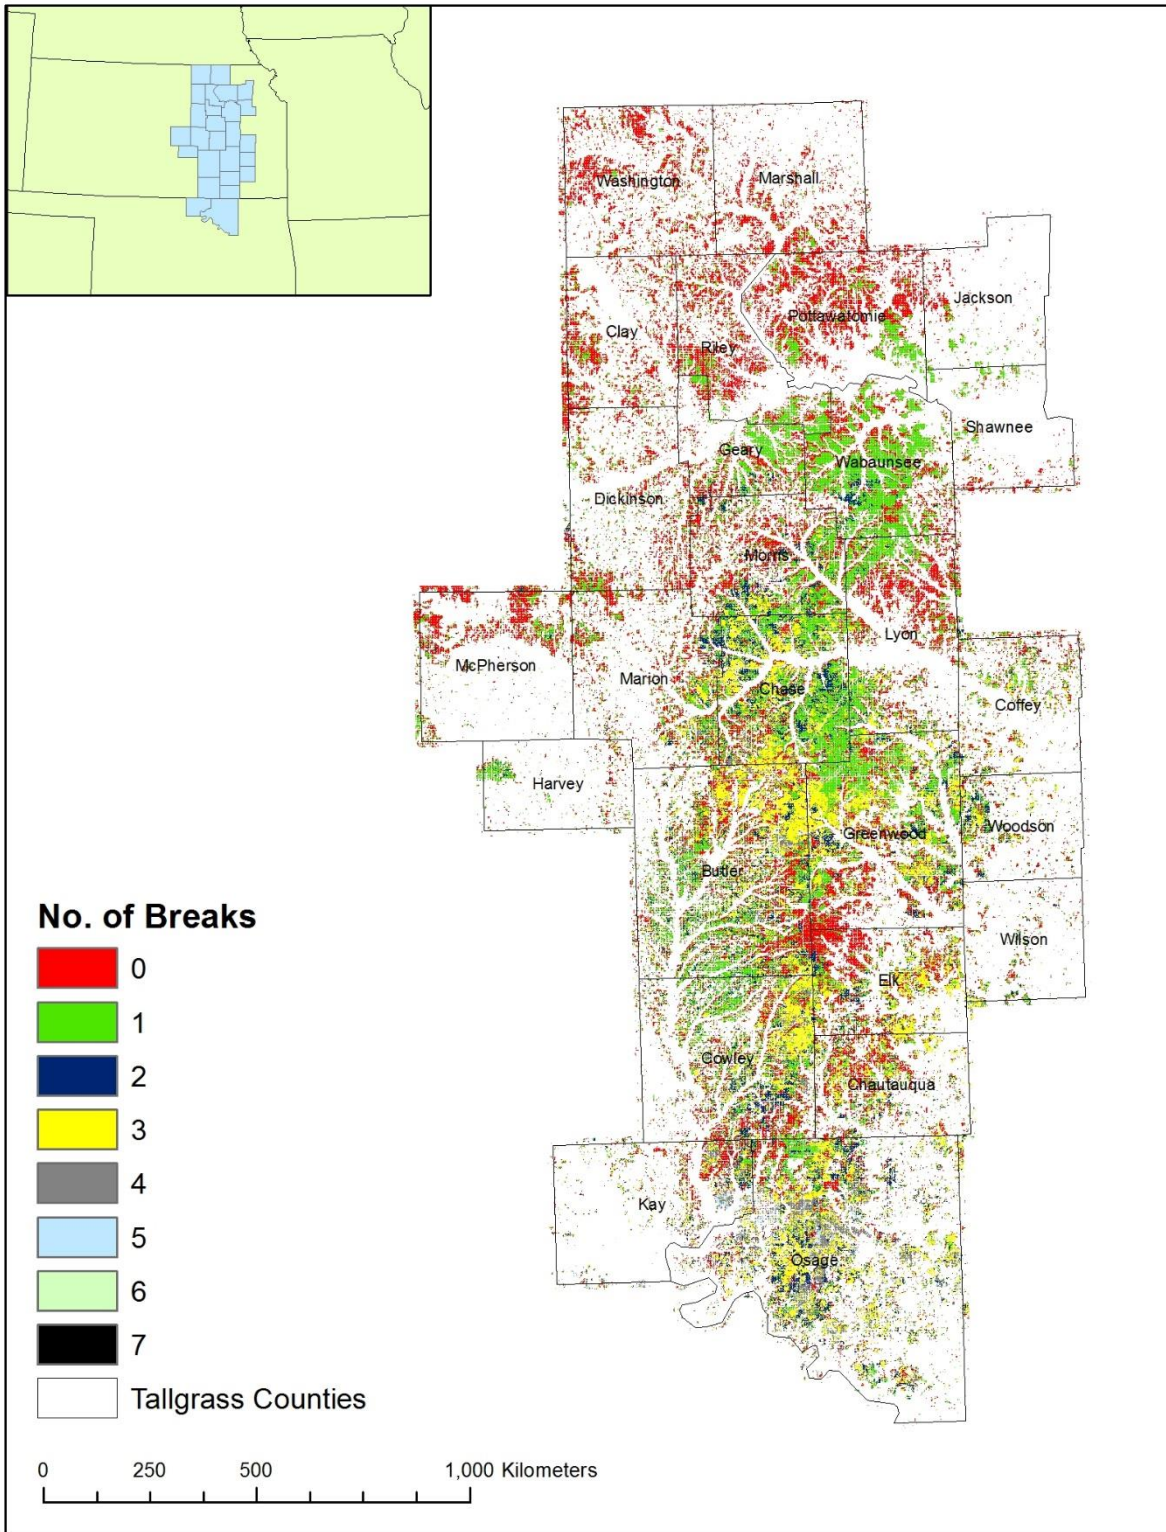 Washington
Marshall
Jackson
Pottawatomie
Clay
Riley
Shawnee
Geary
Wabaunsee
Dickinson
Morris
Lyon
McPherson
Marion
Chase
Coffey
Harvey
Greenwood
Woodson
Butler
Wilson
Elk
Cowley
Chautauqua
Kay
Osage
No. of Breaks
0
1
2
3
4
5
6
7
Tallgrass Counties
0 250 500 1,000 Kilometers